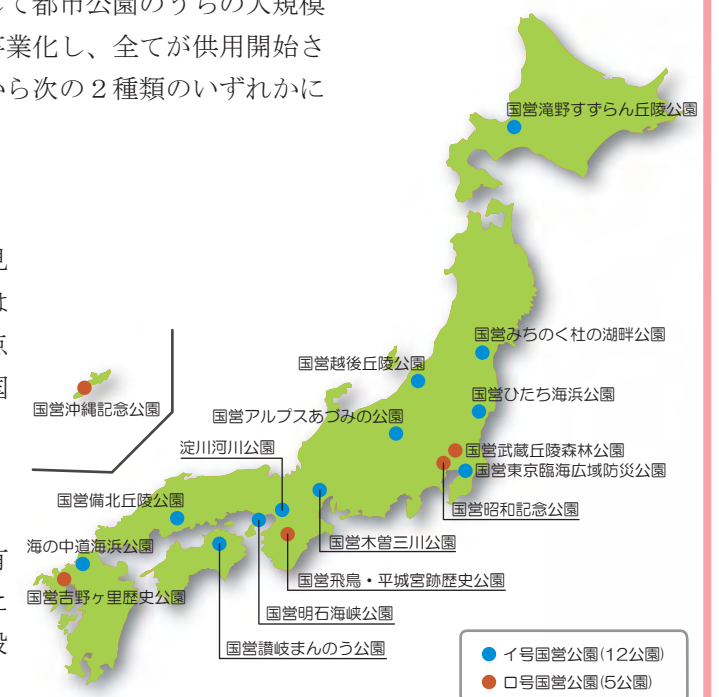 して都市公園のうちの大規模
事業化し、全てが供用開始さ
から次の2種類のいずれかに
国営滝野すずらん丘陵公園
国営みちのく杜の湖畔公園
国営越後丘陵公園
国営ひたち海浜公園
国営沖縄記念公園
国営アルプスあづみの公園
淀川河川公園
国営武蔵丘陵森林公園
国営東京臨海広域防災公園
国営備北丘陵公園
国営昭和記念公園
海の中道海浜公園
国営木曽三川公園
国営飛鳥・平城宮跡歴史公園
国営吉野ヶ里歴史公園
国営明石海峡公園
国営讃岐まんのう公園
イ号国営公園(12公園)
ロ号国営公園(5公園)